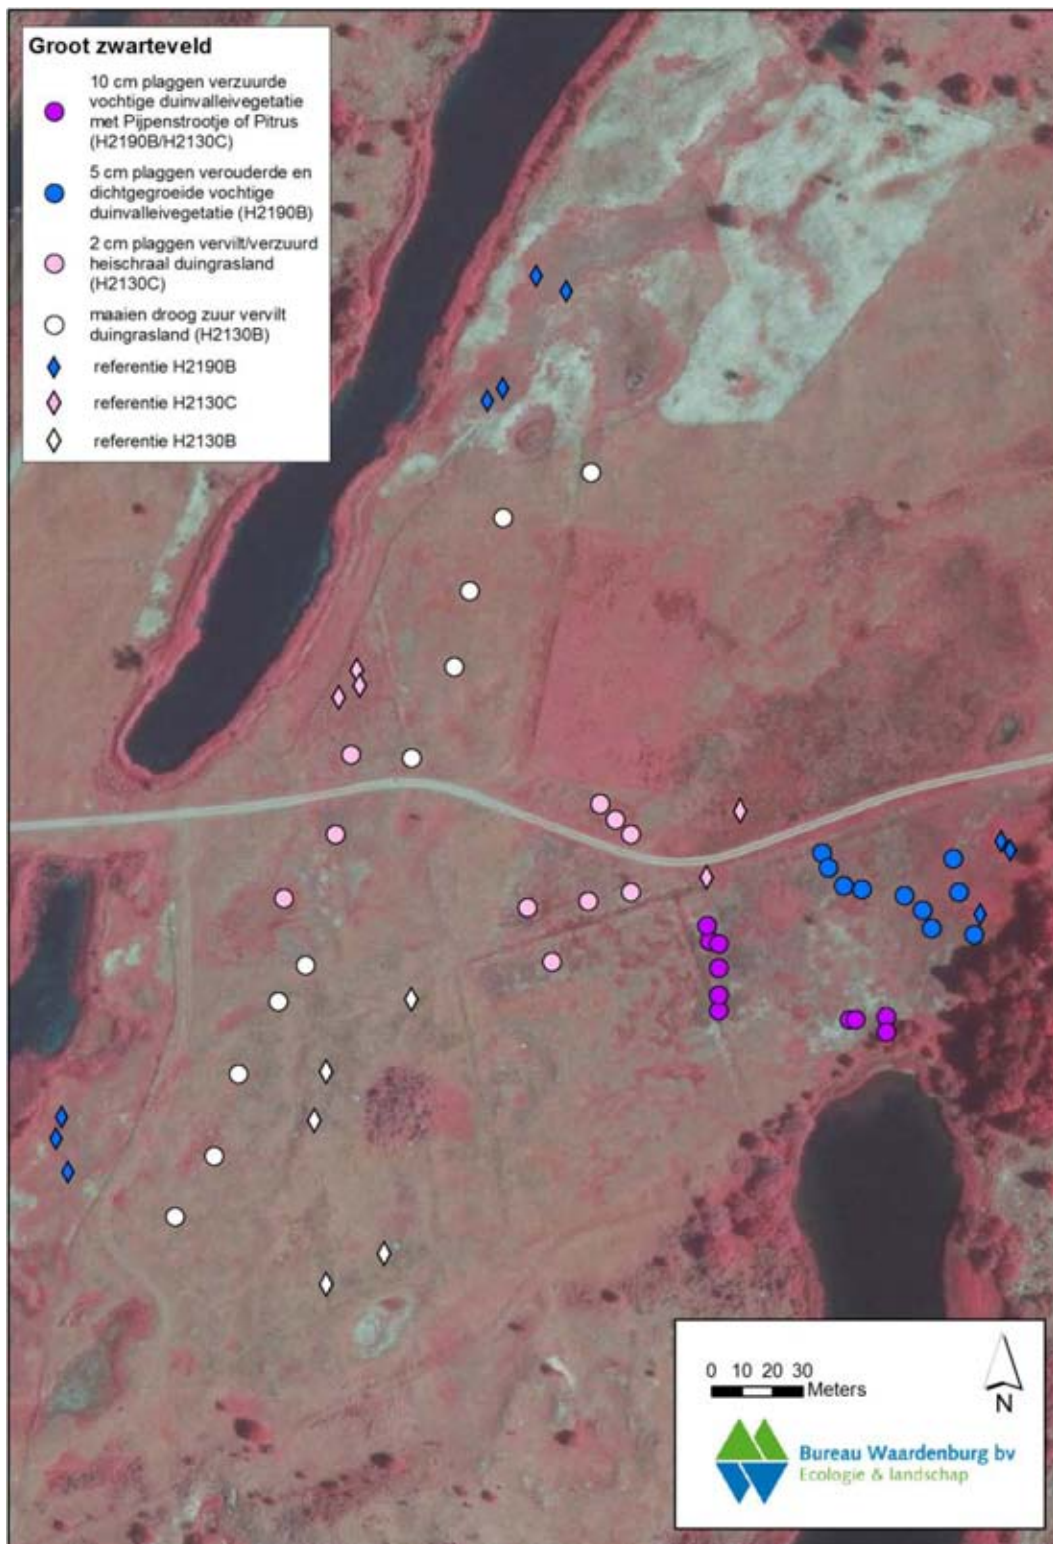 Groot zwarteveld
10 cm plaggen verzuurde
vochtige duinvalleivegetatie
met Pijpenstrootje of Pitrus
(H2190B/H2130C)
5 cm plaggen verouderde en
dichtgegroeide vochtige
duinvalleivegetatie (H2190B)
2 cm plaggen vervilt/verzuurd
heischraal duingrasland
(H2130C)
maaien droog zuur vervilt
duingrasland (H2130B)
referentie H2190B
referentie H2130C
referentie H2130B
0 10 20 30
Meters
N
Bureau Waardenburg bv
Ecologie & landschap